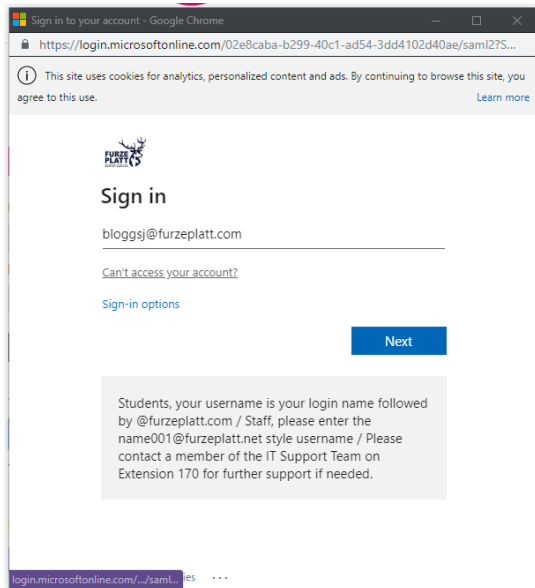 Sign in to your account - Google Chrome
https://login.microsoftonline.com/02e8caba-b299-40c1-ad54-3dd4102d40ae/saml2?S...
This site uses cookies for analytics, personalized content and ads. By continuing to browse this site, you
agree to this use.
Learn more
FURZE
PLATT
Sign in
bloggsj@furzeplatt.com
Can't access your account?
Sign-in options
Next
Students, your username is your login name followed
by @furzeplatt.com / Staff, please enter the
name001@furzeplatt.net style username / Please
contact a member of the IT Support Team on
Extension 170 for further support if needed.
login.microsoftonline.com/.../saml...
ies ...